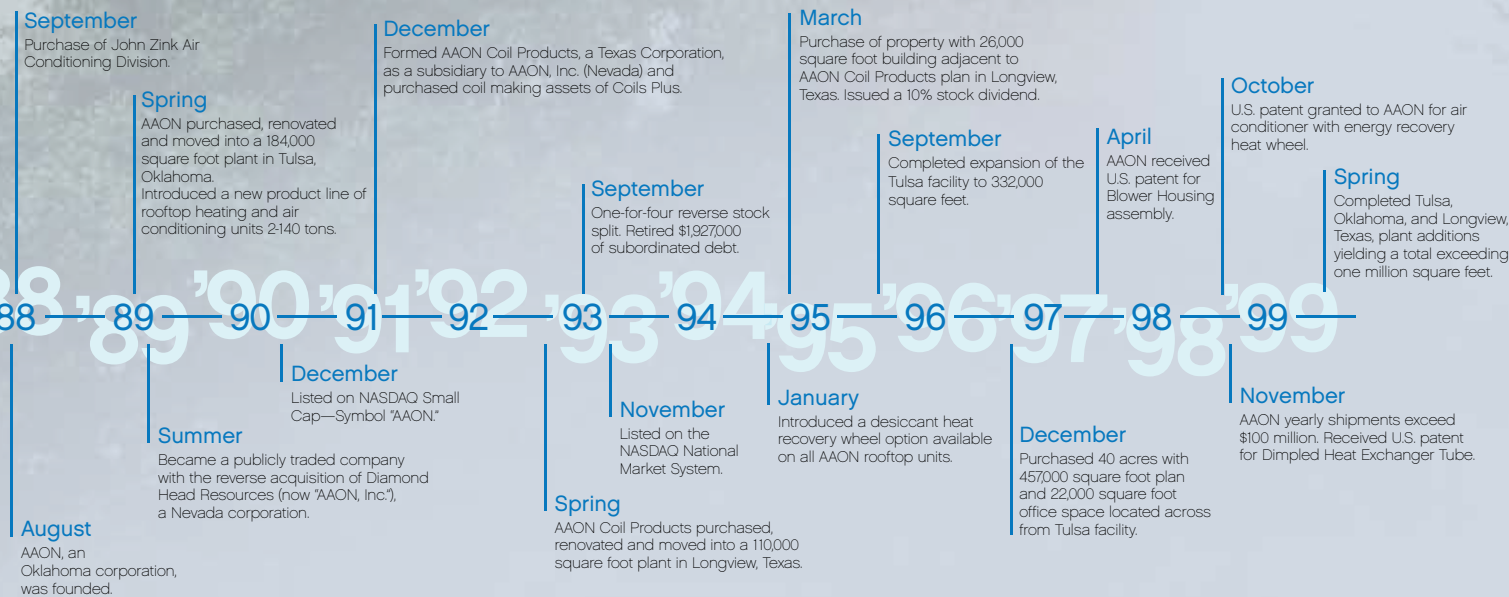 September
Purchase of John Zink Air
Conditioning Division.
Spring
AAON purchased, renovated
and moved into a 184,000
square foot plant in Tulsa,
Oklahoma.
Introduced a new product line of
rooftop heating and air
conditioning units 2-140 tons.
December
Formed AAON Coil Products, a Texas Corporation,
as a subsidiary to AAON, Inc. (Nevada) and
purchased coil making assets of Coils Plus.
September
One-for-four reverse stock
split. Retired $1,927,000
of subordinated debt.
March
Purchase of property with 26,000
square foot building adjacent to
AAON Coil Products plan in Longview,
Texas. Issued a 10% stock dividend.
September
Completed expansion of the
Tulsa facility to 332,000
square feet.
April
AAON received
U.S. patent for
Blower Housing
assembly.
October
U.S. patent granted to AAON for air
conditioner with energy recovery
heat wheel.
Spring
Completed Tulsa,
Oklahoma, and Longview,
Texas, plant additions
yielding a total exceeding
one million square feet.
88 '89 '90 '91 '92 '93 '94 '95 '96 '97 '98 '99
88 89 90 91 92 93 94 95 96 97 98 99
August
AAON, an
Oklahoma corporation,
was founded.
Summer
Became a publicly traded company
with the reverse acquisition of Diamond
Head Resources (now "AAON, Inc."),
a Nevada corporation.
December
Listed on NASDAQ Small
Cap—Symbol "AAON."
Spring
AAON Coil Products purchased,
renovated and moved into a 110,000
square foot plant in Longview, Texas.
November
Listed on the
NASDAQ National
Market System.
January
Introduced a desiccant heat
recovery wheel option available
on all AAON rooftop units.
December
Purchased 40 acres with
457,000 square foot plan
and 22,000 square foot
office space located across
from Tulsa facility.
November
AAON yearly shipments exceed
$100 million. Received U.S. patent
for Dimpled Heat Exchanger Tube.